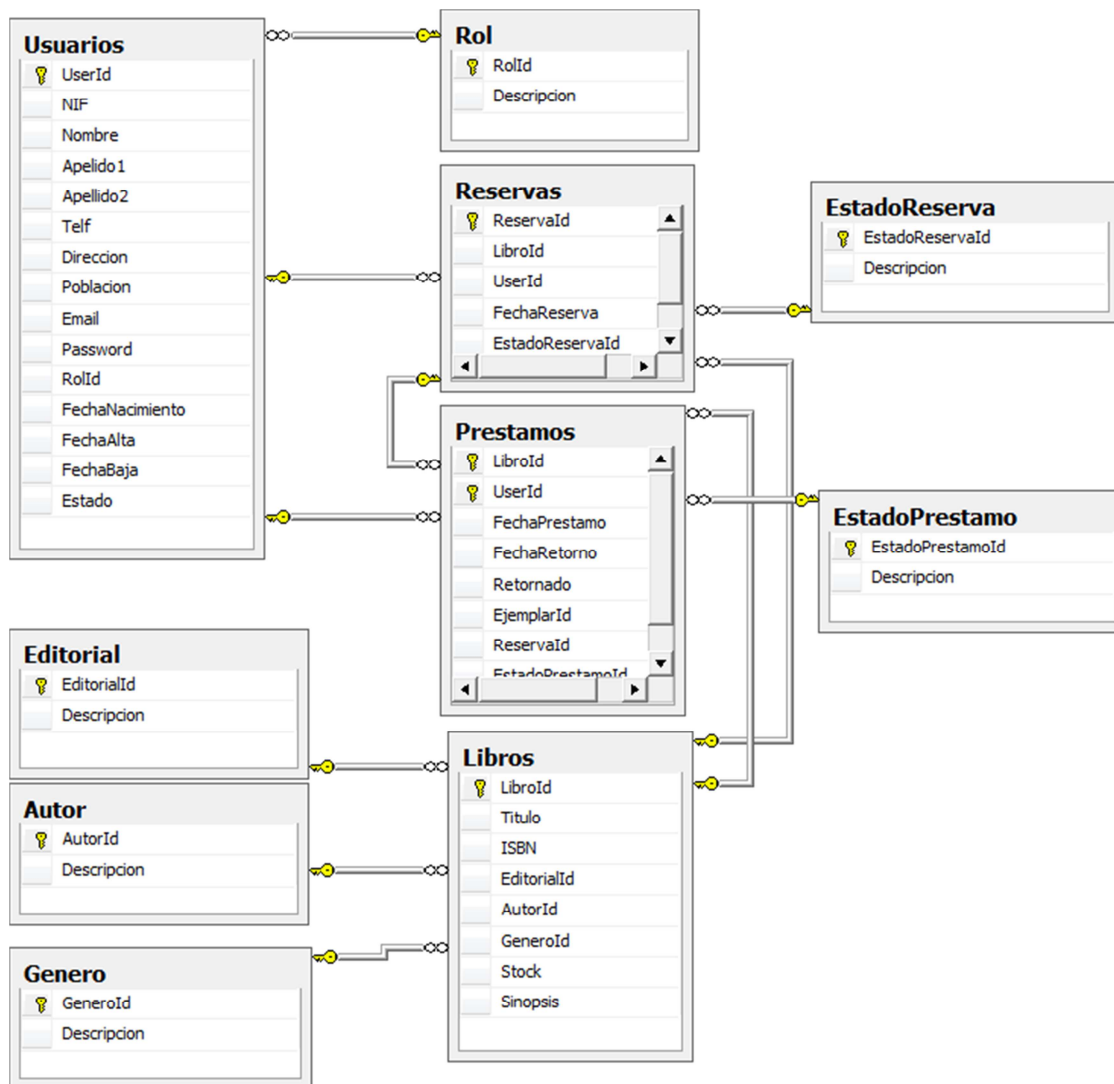 Usuarios
UserId
NIF
Nombre
Apelido1
Apellido2
Telf
Direccion
Poblacion
Email
Password
RolId
FechaNacimiento
FechaAlta
FechaBaja
Estado
Rol
RolId
Descripcion
Reservas
ReservaId
LibroId
UserId
FechaReserva
EstadoReservaId
EstadoReserva
EstadoReservaId
Descripcion
Prestamos
LibroId
UserId
FechaPrestamo
FechaRetorno
Retornado
EjemplarId
ReservaId
EstadoPrestamoId
EstadoPrestamo
EstadoPrestamoId
Descripcion
Editorial
EditorialId
Descripcion
Autor
AutorId
Descripcion
Genero
GeneroId
Descripcion
Libros
LibroId
Titulo
ISBN
EditorialId
AutorId
GeneroId
Stock
Sinopsis